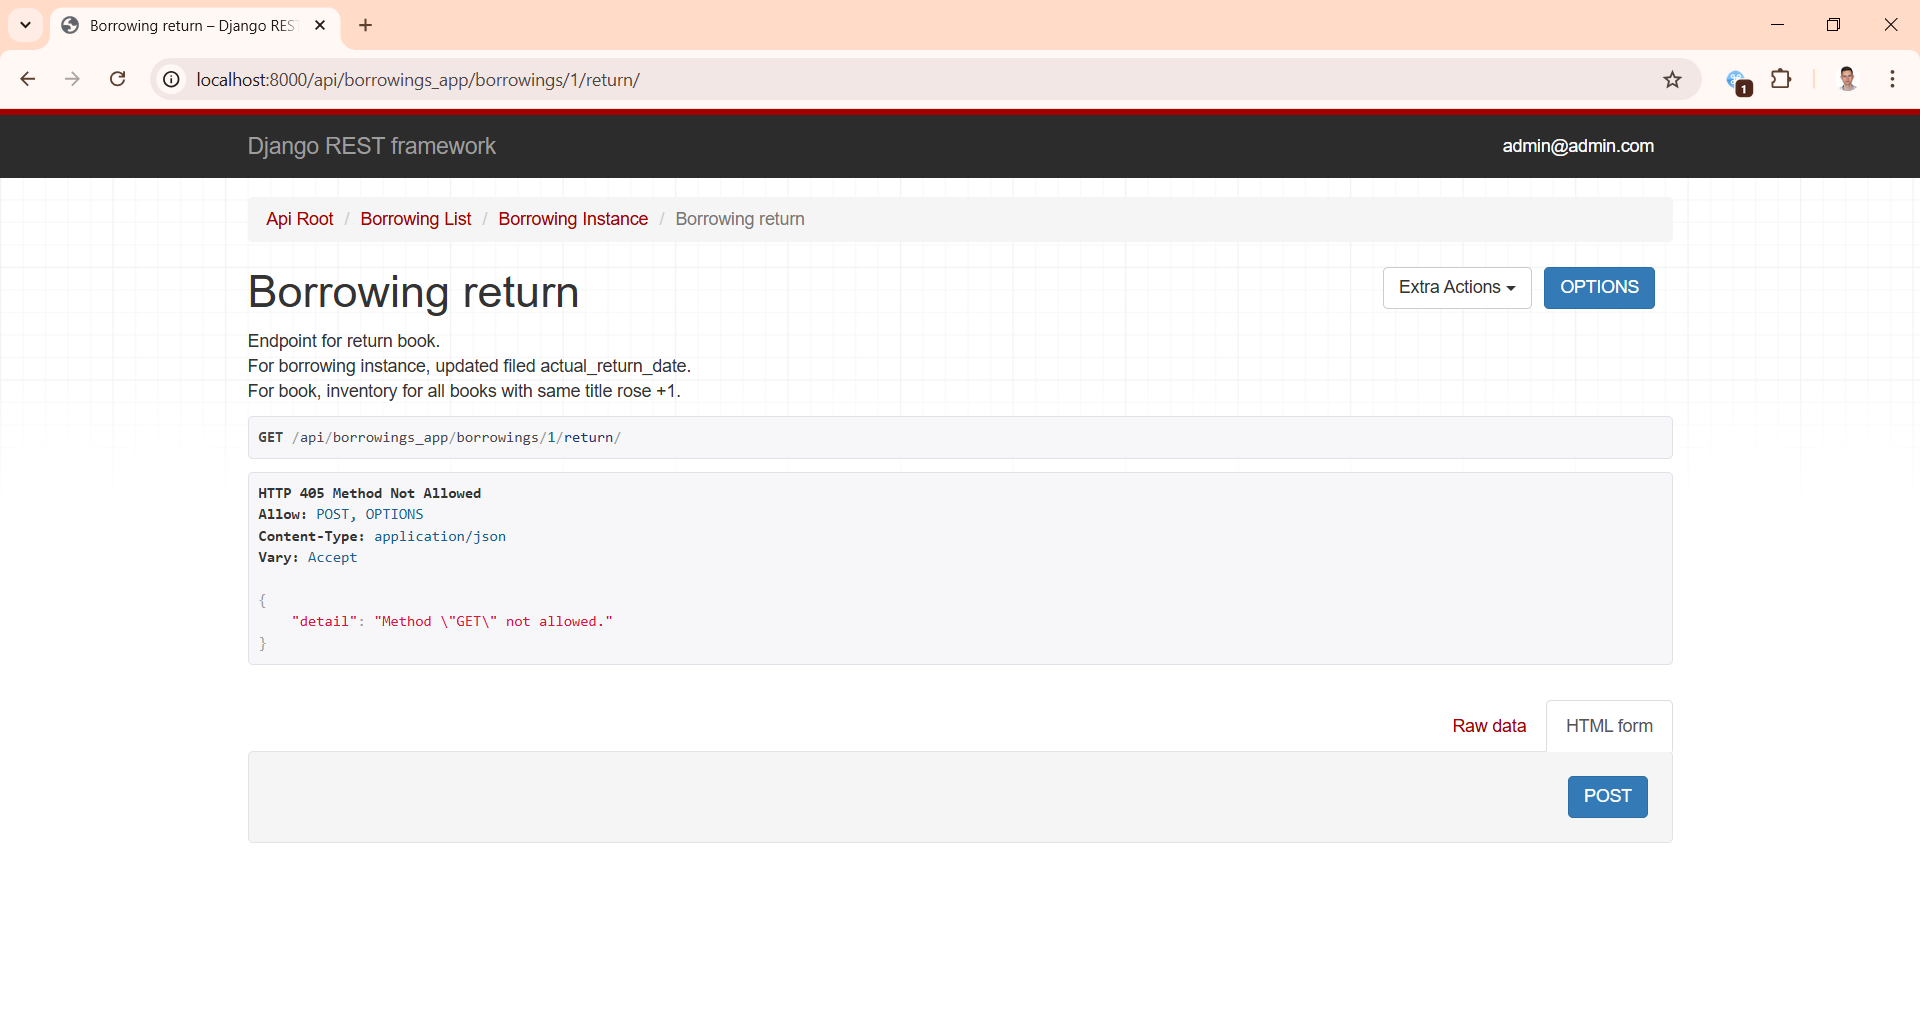 Borrowing return – Django RES
localhost:8000/api/borrowings_app/borrowings/1/return/
1
Django REST framework
admin@admin.com
Api Root / Borrowing List / Borrowing Instance / Borrowing return
Borrowing return
Extra Actions
OPTIONS
Endpoint for return book.
For borrowing instance, updated filed actual_return_date.
For book, inventory for all books with same title rose +1.
GET /api/borrowings_app/borrowings/1/return/
HTTP 405 Method Not Allowed
Allow: POST, OPTIONS
Content-Type: application/json
Vary: Accept
{
"detail": "Method \"GET\" not allowed."
}
Raw data
HTML form
POST